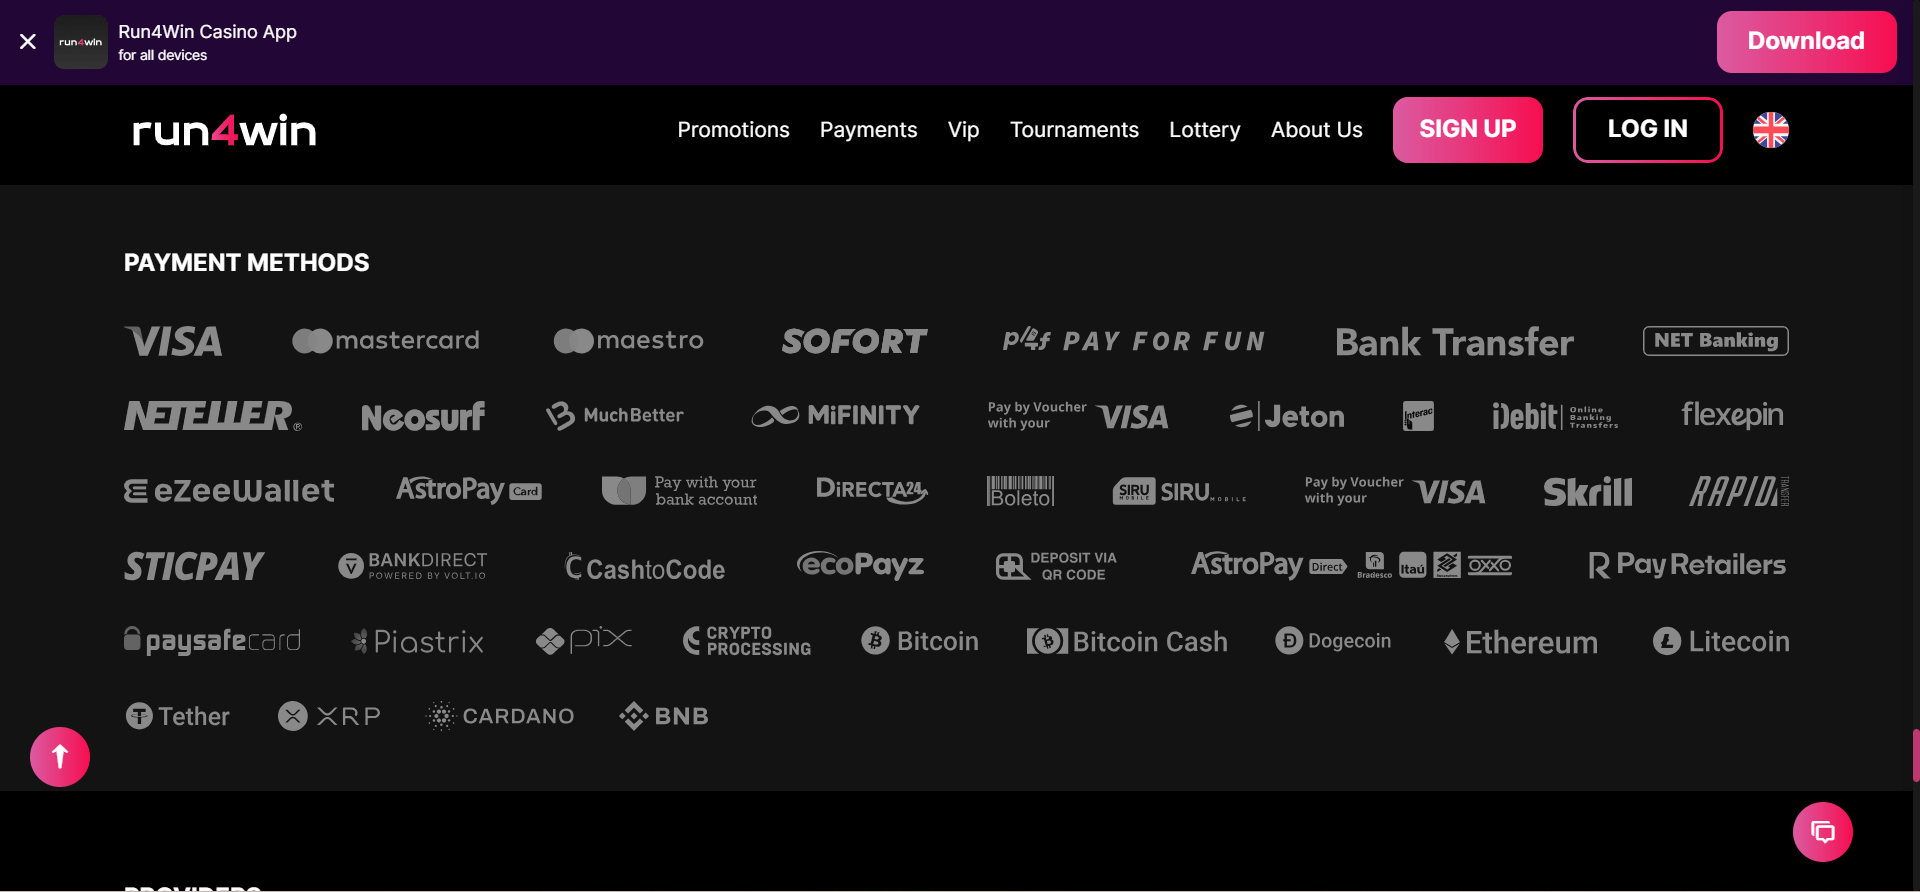 run4win
Run4Win Casino App
for all devices
Download
run4win
Promotions
Payments
Vip
Tournaments
Lottery
About Us
SIGN UP
LOG IN
PAYMENT METHODS
VISA
mastercard
maestro
SOFORT
p4f PAY FOR FUN
Bank Transfer
NET Banking
NETELLER®
Neosurf
MuchBetter
MiFINITY
Pay by Voucher
with your VISA
Jeton
Interac
iDebit Online
Banking
Transfers
flexepin
eZeeWallet
AstroPay Card
Pay with your
bank account
DiRECTA24
Boleto
SIRU
MOBILE
SIRU MOBILE
Pay by Voucher
with your VISA
Skrill
RAPID TRANSFER
STICPAY
BANKDIRECT
POWERED BY VOLT.IO
CashtoCode
ecoPayz
DEPOSIT VIA
QR CODE
AstroPay Direct
Bradesco
Itaú
OXXO
Pay Retailers
paysafecard
Piastrix
pix
CRYPTO
PROCESSING
Bitcoin
Bitcoin Cash
Dogecoin
Ethereum
Litecoin
Tether
XRP
CARDANO
BNB
PROVIDERS